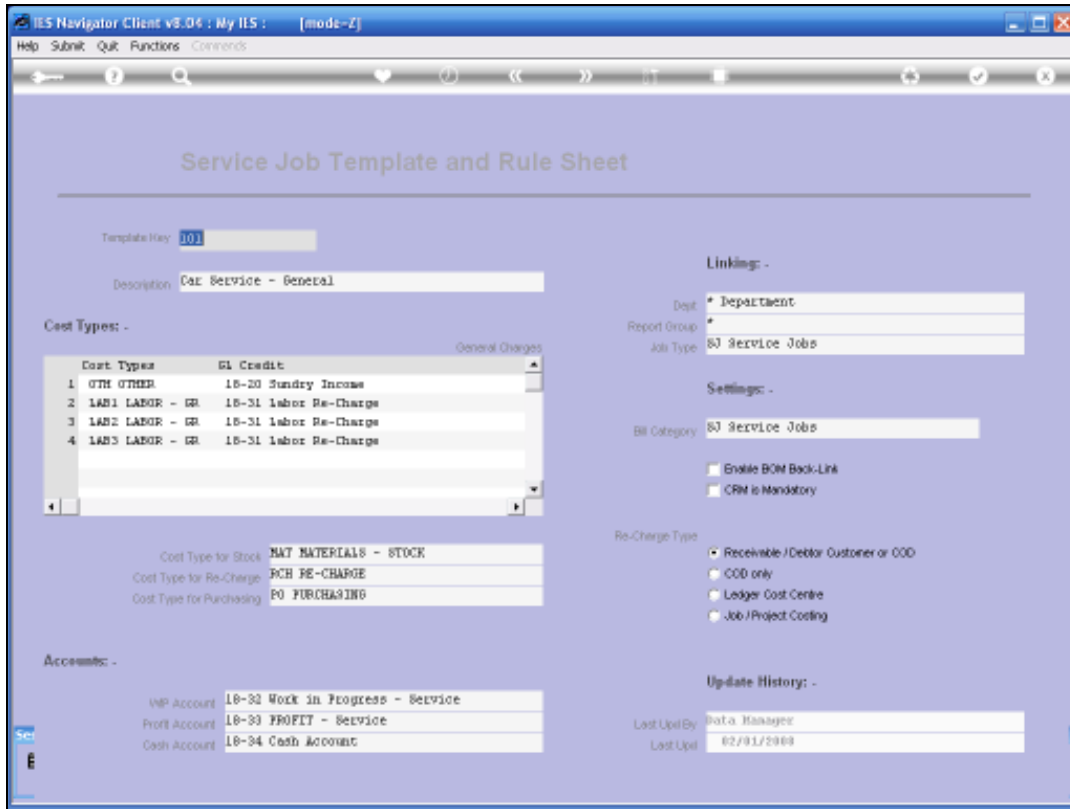 IES Navigator Client v8.04 : My IES : [mode-Z]
Help Submit Quit Functions Commends
Service Job Template and Rule Sheet
Template Key 101
Description Car Service - General
Cost Types: -
General Charges
Cost Types GL Credit
1 OTH OTHER 18-20 Sundry Income
2 LAB1 LABOR - GR 18-31 Labor Re-Charge
3 LAB2 LABOR - GR 18-31 Labor Re-Charge
4 LAB3 LABOR - GR 18-31 Labor Re-Charge
Cost Type for Stock MAT MATERIALS - STOCK
Cost Type for Re-Charge RCH RE-CHARGE
Cost Type for Purchasing PO PURCHASING
Accounts: -
WIP Account 18-32 Work in Progress - Service
Profit Account 18-33 PROFIT - Service
Cash Account 18-34 Cash Account
Linking: -
Dept * Department
Report Group *
Job Type SJ Service Jobs
Settings: -
Bill Category SJ Service Jobs
Enable BOM Back-Link
CRM is Mandatory
Re-Charge Type
Receivable / Debtor Customer or COD
COD only
Ledger Cost Centre
Job / Project Costing
Update History: -
Last Upd By Data Manager
Last Upd 02/01/2008
Ser